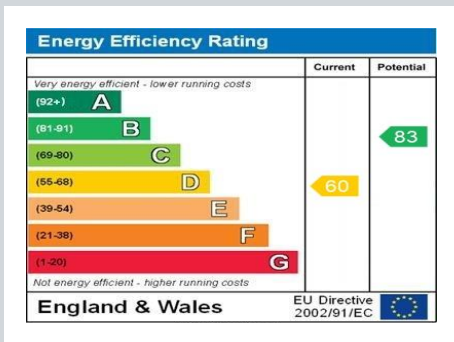 Energy Efficiency Rating
Current Potential
Very energy efficient - lower running costs
(92+) A
(81-91) B
83
(69-80) C
(55-68) D
60
(39-54) E
(21-38) F
(1-20) G
Not energy efficient - higher running costs
England & Wales
EU Directive
2002/91/EC